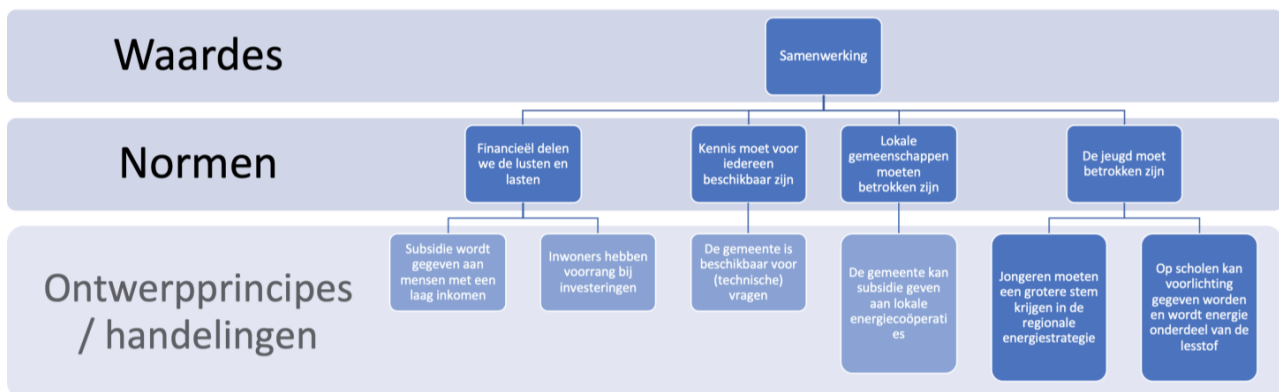 Waardes
Samenwerking
Normen
Financieël delen
we de lusten en
lasten
Kennis moet voor
iedereen
beschikbaar zijn
Lokale
gemeenschappen
moeten
betrokken zijn
De jeugd moet
betrokken zijn
Ontwerpprincipes
/ handelingen
Subsidie wordt
gegeven aan
mensen met een
laag inkomen
Inwoners hebben
voorrang bij
investeringen
De gemeente is
beschikbaar voor
(technische)
vragen
De gemeente kan
subsidie geven
aan lokale
energiecoöperati
es
Jongeren moeten
een grotere stem
krijgen in de
regionale
energiestrategie
Op scholen kan
voorlichting
gegeven worden
en wordt energie
onderdeel van de
lesstof